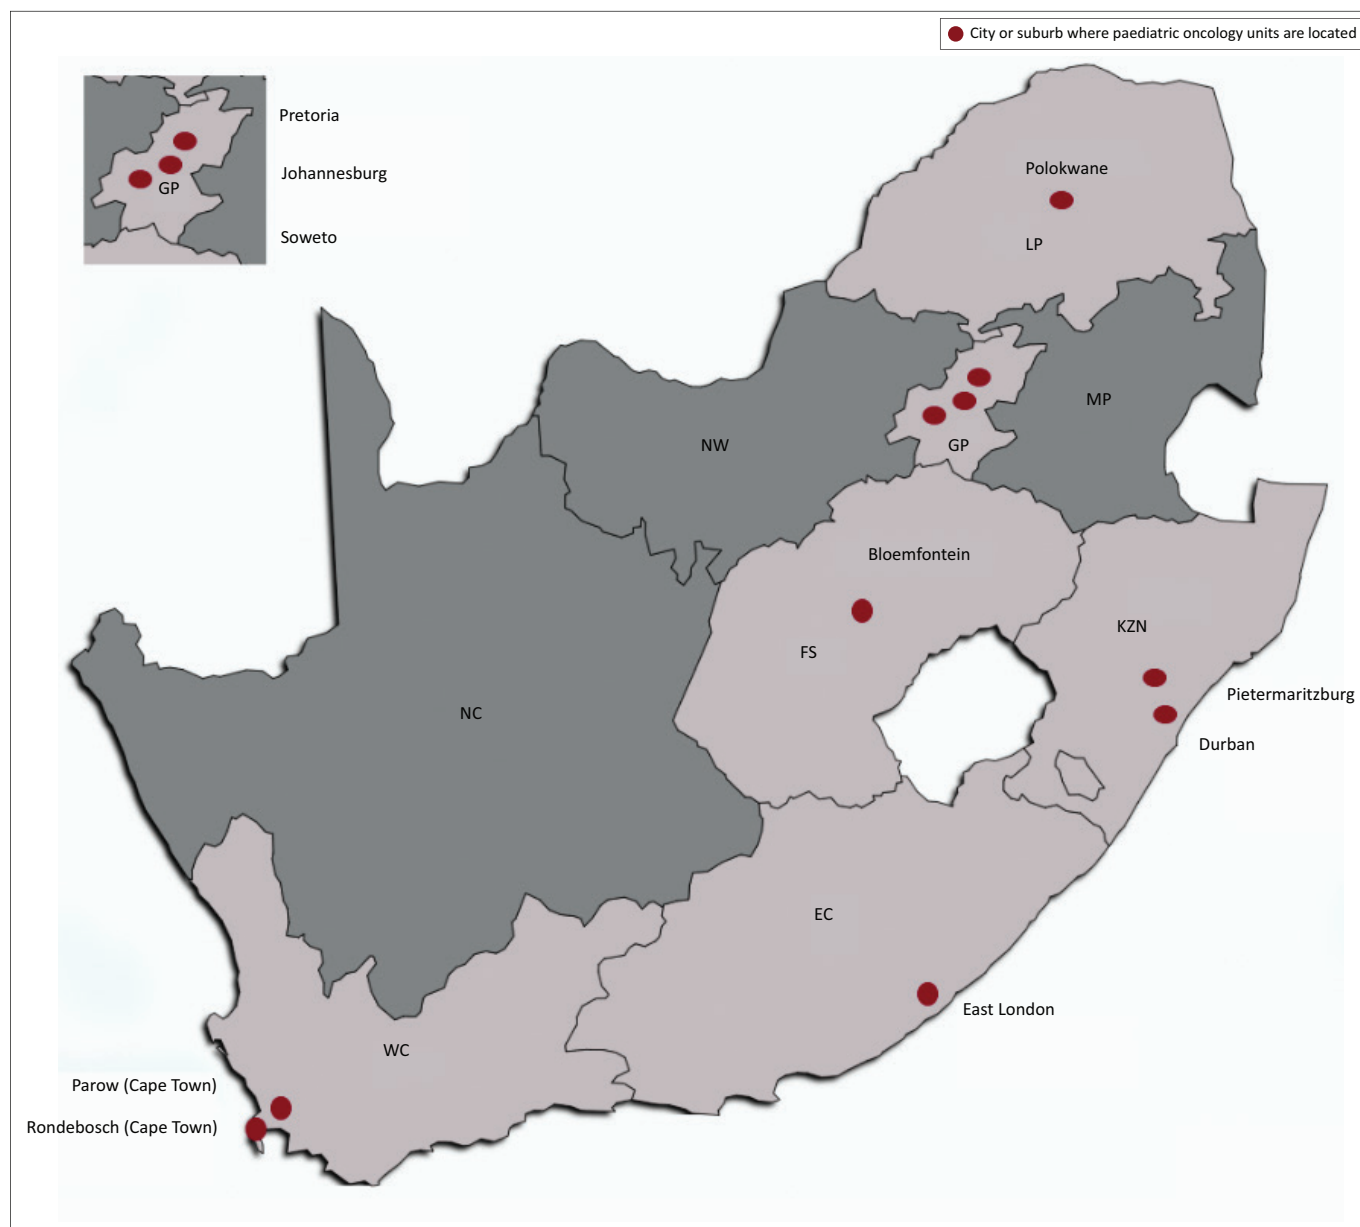 City or suburb where paediatric oncology units are located
Pretoria
Johannesburg
GP
Soweto
Polokwane
LP
MP
NW
GP
Bloemfontein
KZN
FS
Pietermaritzburg
NC
Durban
EC
East London
WC
Parow (Cape Town)
Rondebosch (Cape Town)